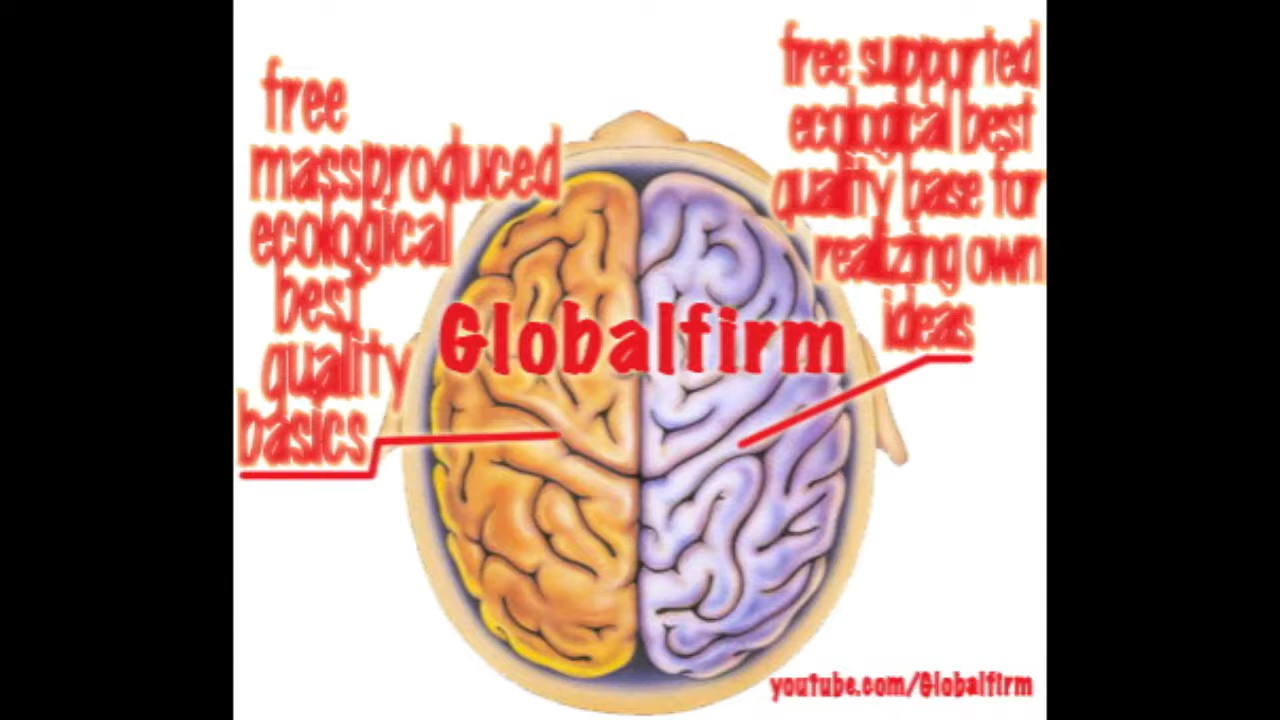 free
massproduced
ecological
best
quality
basics
free supported
ecological best
quality base for
realizing own
ideas
Globalfirm
youtube.com/Globalfirm